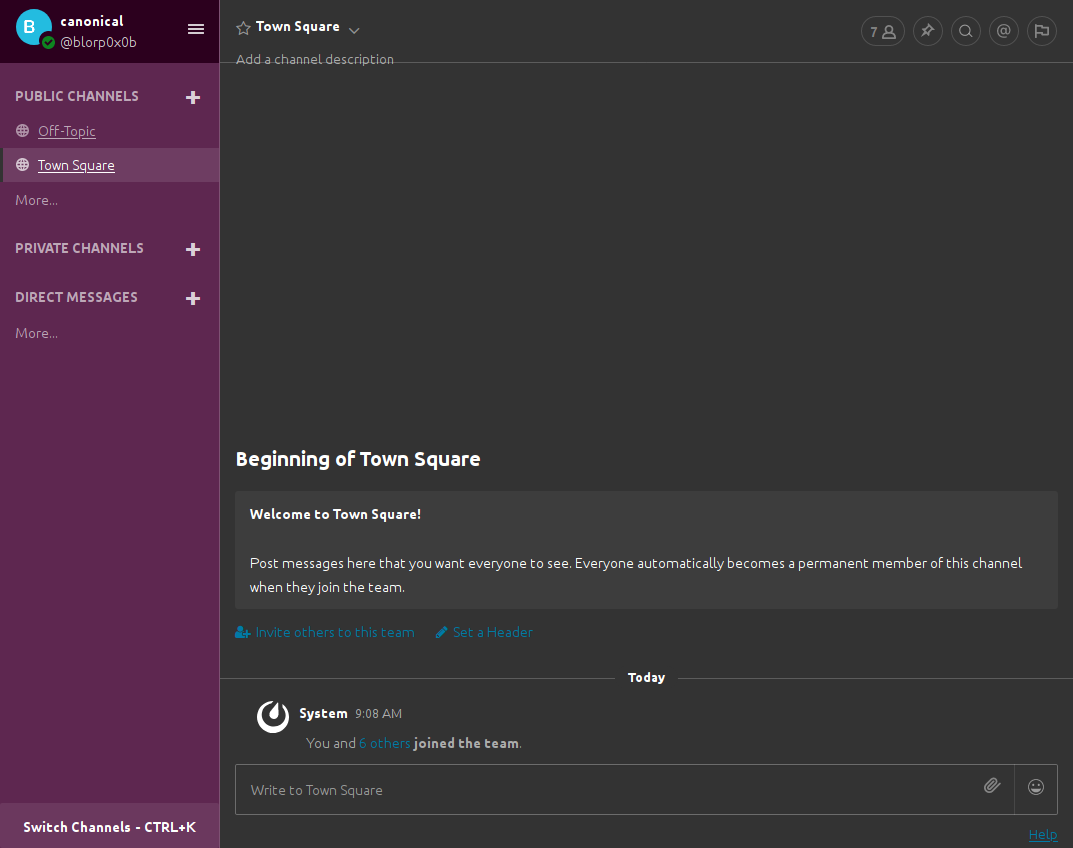 B
canonical
@blorp0x0b
PUBLIC CHANNELS
Off-Topic
Town Square
More...
PRIVATE CHANNELS
DIRECT MESSAGES
More...
Switch Channels - CTRL+K
Town Square
Add a channel description
7
@
Beginning of Town Square
Welcome to Town Square!
Post messages here that you want everyone to see. Everyone automatically becomes a permanent member of this channel
when they join the team.
Invite others to this team Set a Header
Today
System 9:08 AM
You and 6 others joined the team.
Write to Town Square
Help